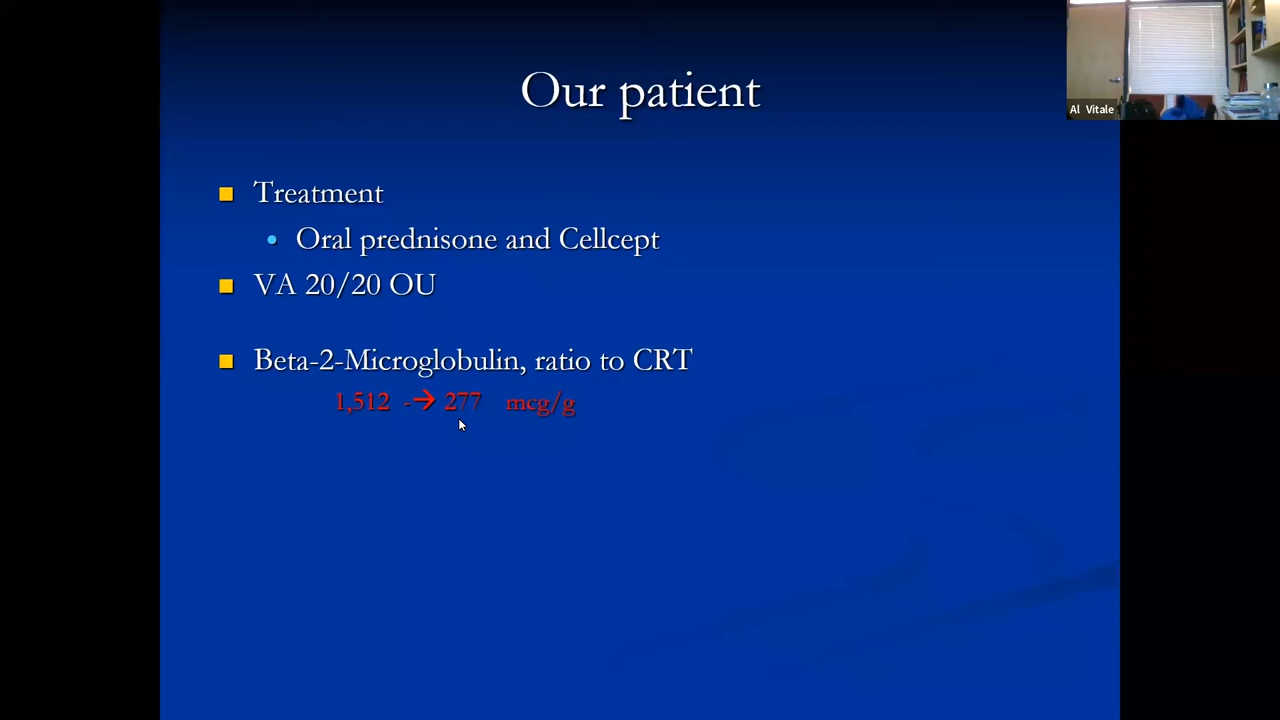 Our patient
Al Vitale
Treatment
Oral prednisone and Cellcept
VA 20/20 OU
Beta-2-Microglobulin, ratio to CRT
1,512 -→ 277 mcg/g